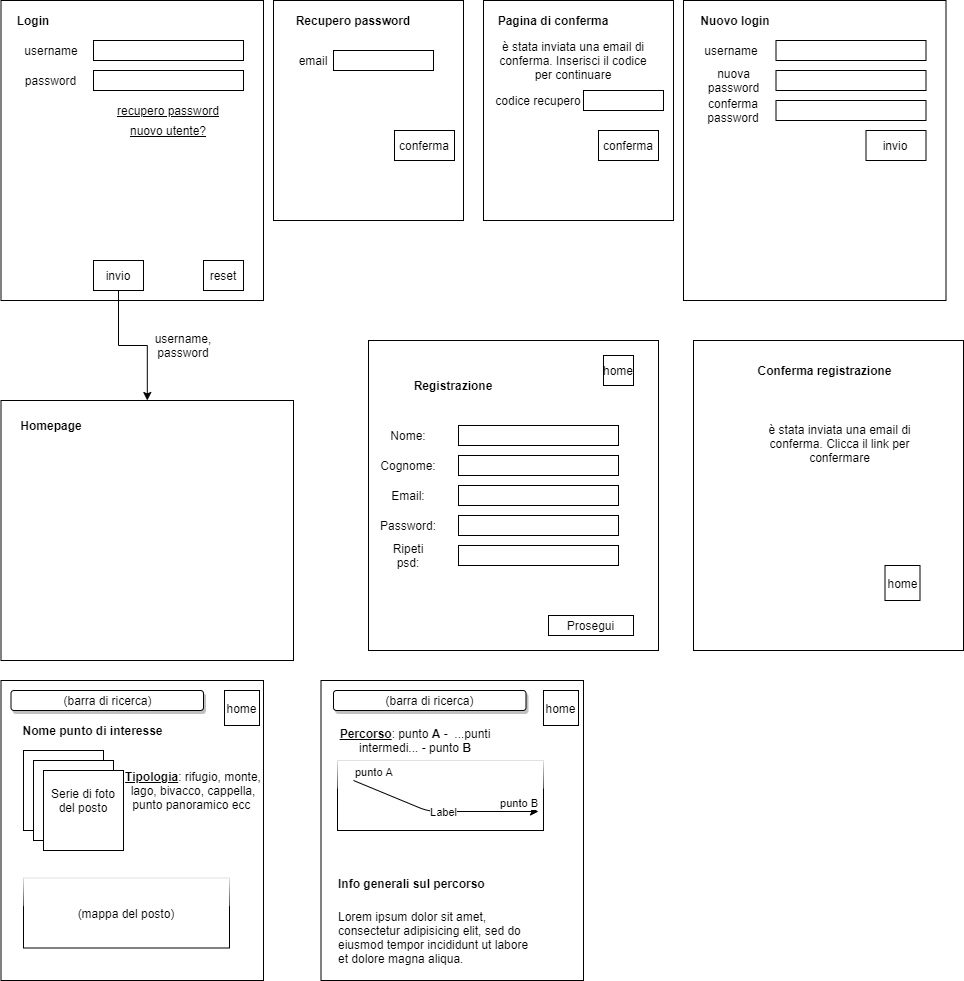 Login
username
password
recupero password
nuovo utente?
invio
reset
Recupero password
email
conferma
Pagina di conferma
è stata inviata una email di
conferma. Inserisci il codice
per continuare
codice recupero
conferma
Nuovo login
username
nuova
password
conferma
password
invio
username,
password
Homepage
home
Registrazione
Nome:
Cognome:
Email:
Password:
Ripeti
psd:
Prosegui
Conferma registrazione
è stata inviata una email di
conferma. Clicca il link per
confermare
home
(barra di ricerca)
home
Nome punto di interesse
Serie di foto
del posto
Tipologia: rifugio, monte,
lago, bivacco, cappella,
punto panoramico ecc
(mappa del posto)
(barra di ricerca)
home
Percorso: punto A - ...punti
intermedi... - punto B
punto A
Label
punto B
Info generali sul percorso
Lorem ipsum dolor sit amet,
consectetur adipisicing elit, sed do
eiusmod tempor incididunt ut labore
et dolore magna aliqua.